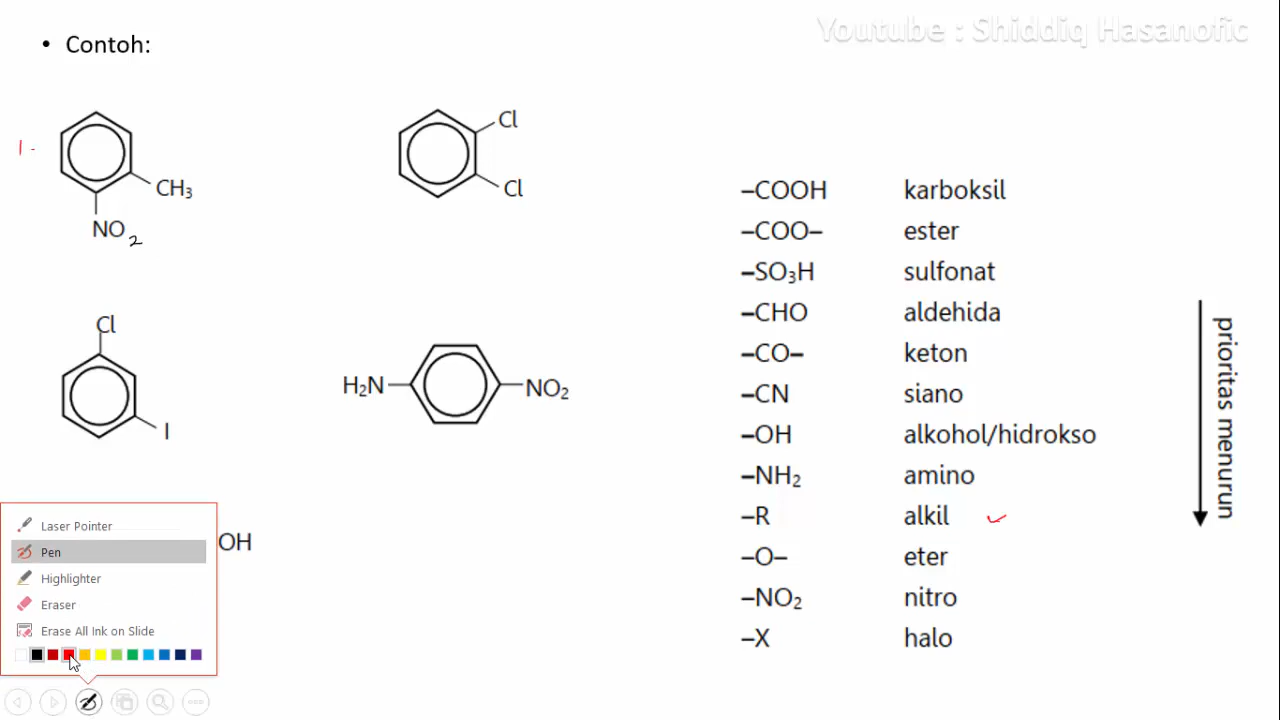 Youtube : Shiddiq Hasanofic
• Contoh:
1-
CH₃
NO₂
Cl
Cl
Cl
I
H₂N
NO₂
OH
–COOH karboksil
–COO– ester
–SO₃H sulfonat
–CHO aldehida
–CO– keton
–CN siano
–OH alkohol/hidrokso
–NH₂ amino
–R alkil
–O– eter
–NO₂ nitro
–X halo
prioritas menurun
Laser Pointer
Pen
Highlighter
Eraser
Erase All Ink on Slide